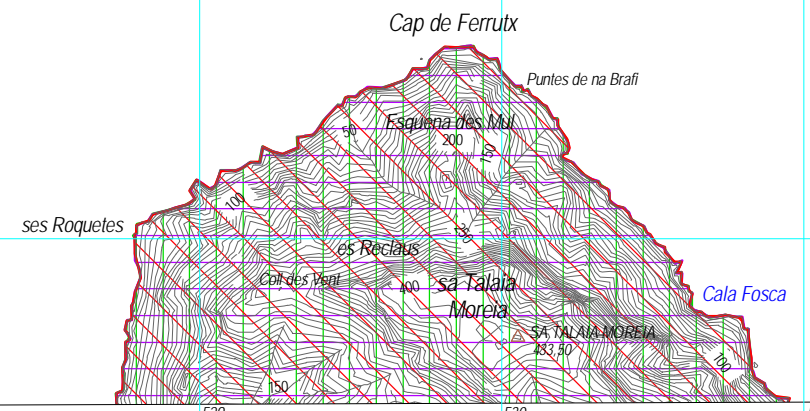 Cap de Ferrutx
Puntes de na Brafi
Esquena des Mul
50
200
150
100
ses Roquetes
250
es Reclaus
Coll des Vent
400
sa Talaia
Moreia
Cala Fosca
SA TALAIA MOREIA
433,50
100
150